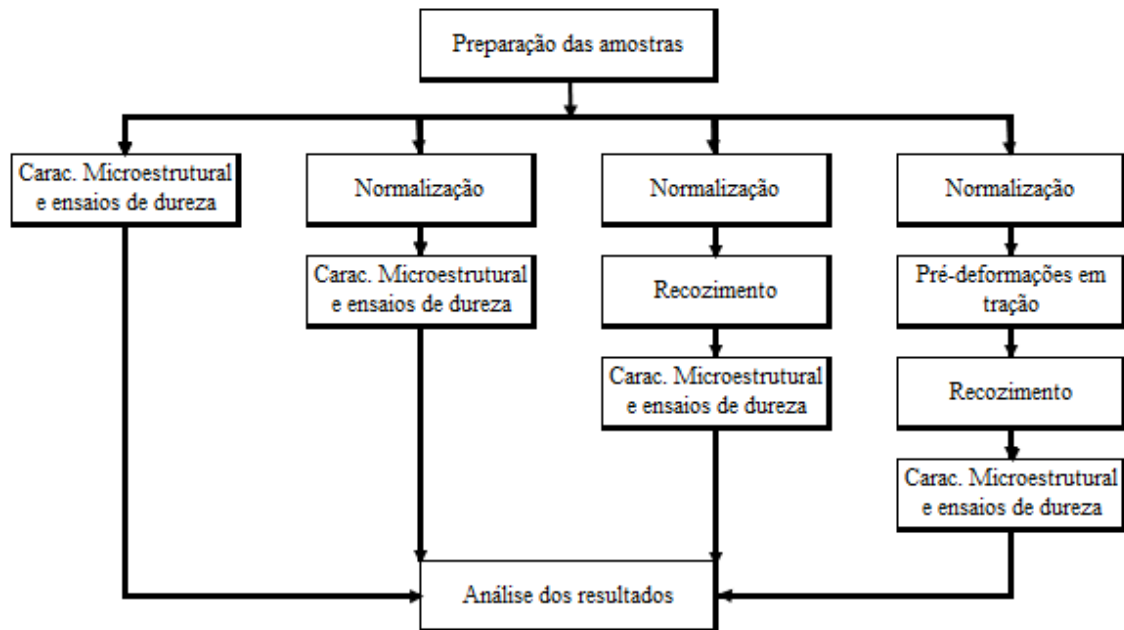 Preparação das amostras
Carac. Microestrutural
e ensaios de dureza
Normalização
Normalização
Normalização
Carac. Microestrutural
e ensaios de dureza
Recozimento
Pré-deformações em
tração
Carac. Microestrutural
e ensaios de dureza
Recozimento
Carac. Microestrutural
e ensaios de dureza
Análise dos resultados